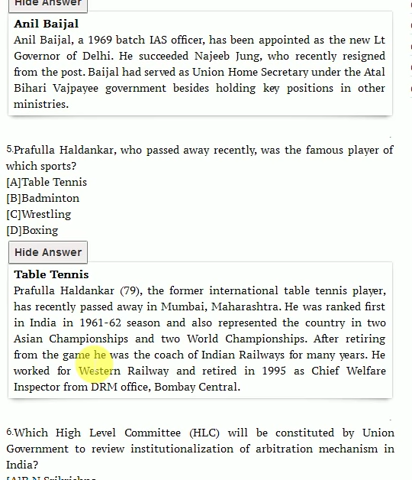 Hide Answer
Anil Baijal
Anil Baijal, a 1969 batch IAS officer, has been appointed as the new Lt
Governor of Delhi. He succeeded Najeeb Jung, who recently resigned
from the post. Baijal had served as Union Home Secretary under the Atal
Bihari Vajpayee government besides holding key positions in other
ministries.
5.Prafulla Haldankar, who passed away recently, was the famous player of
which sports?
[A]Table Tennis
[B]Badminton
[C]Wrestling
[D]Boxing
Hide Answer
Table Tennis
Prafulla Haldankar (79), the former international table tennis player,
has recently passed away in Mumbai, Maharashtra. He was ranked first
in India in 1961-62 season and also represented the country in two
Asian Championships and two World Championships. After retiring
from the game he was the coach of Indian Railways for many years. He
worked for Western Railway and retired in 1995 as Chief Welfare
Inspector from DRM office, Bombay Central.
6.Which High Level Committee (HLC) will be constituted by Union
Government to review institutionalization of arbitration mechanism in
India?
[A]B N Srikrishna